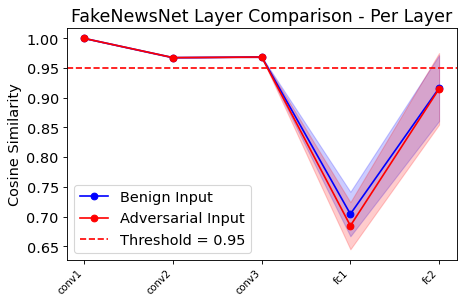 FakeNewsNet Layer Comparison - Per Layer
Cosine Similarity
1.00
0.95
0.90
0.85
0.80
0.75
0.70
0.65
Benign Input
Adversarial Input
Threshold = 0.95
conv1
conv2
conv3
fc1
fc2